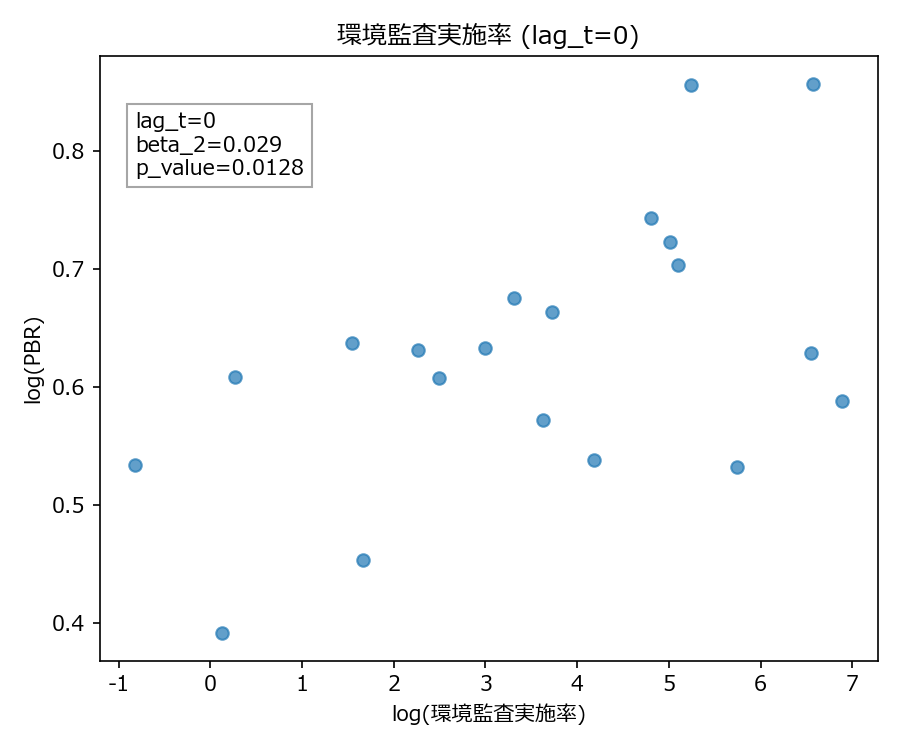 環境監査実施率 (lag_t=0)
lag_t=0
beta_2=0.029
p_value=0.0128
log(PBR)
0.8
0.7
0.6
0.5
0.4
-1 0 1 2 3 4 5 6 7
log(環境監査実施率)